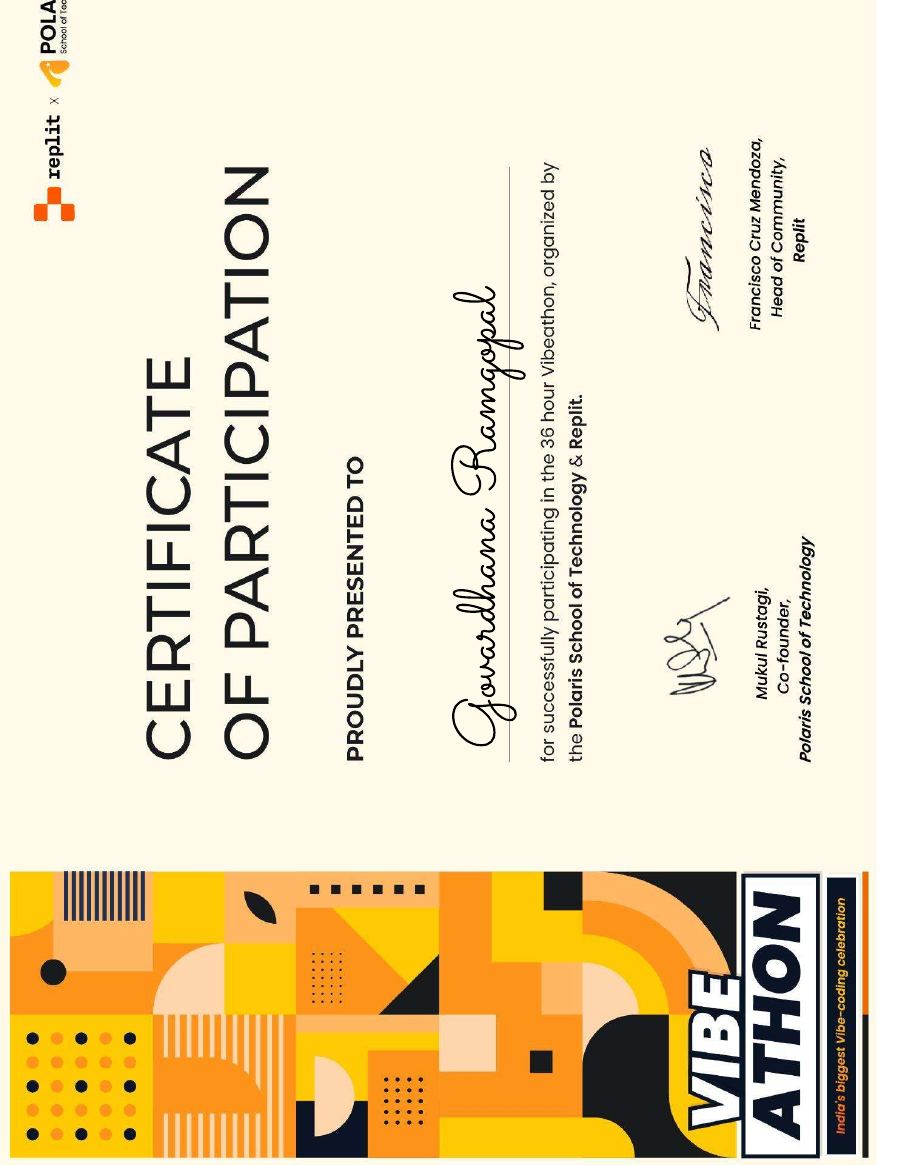 replit x POLA
School of Tec
CERTIFICATE
OF PARTICIPATION
PROUDLY PRESENTED TO
Govardhana Ramgopal
for successfully participating in the 36 hour Vibeathon, organized by
the Polaris School of Technology & Replit.
Francisco
Mukul Rustagi,
Co-founder,
Polaris School of Technology
Francisco Cruz Mendoza,
Head of Community,
Replit
VIBE
ATHON
India's biggest Vibe-coding celebration